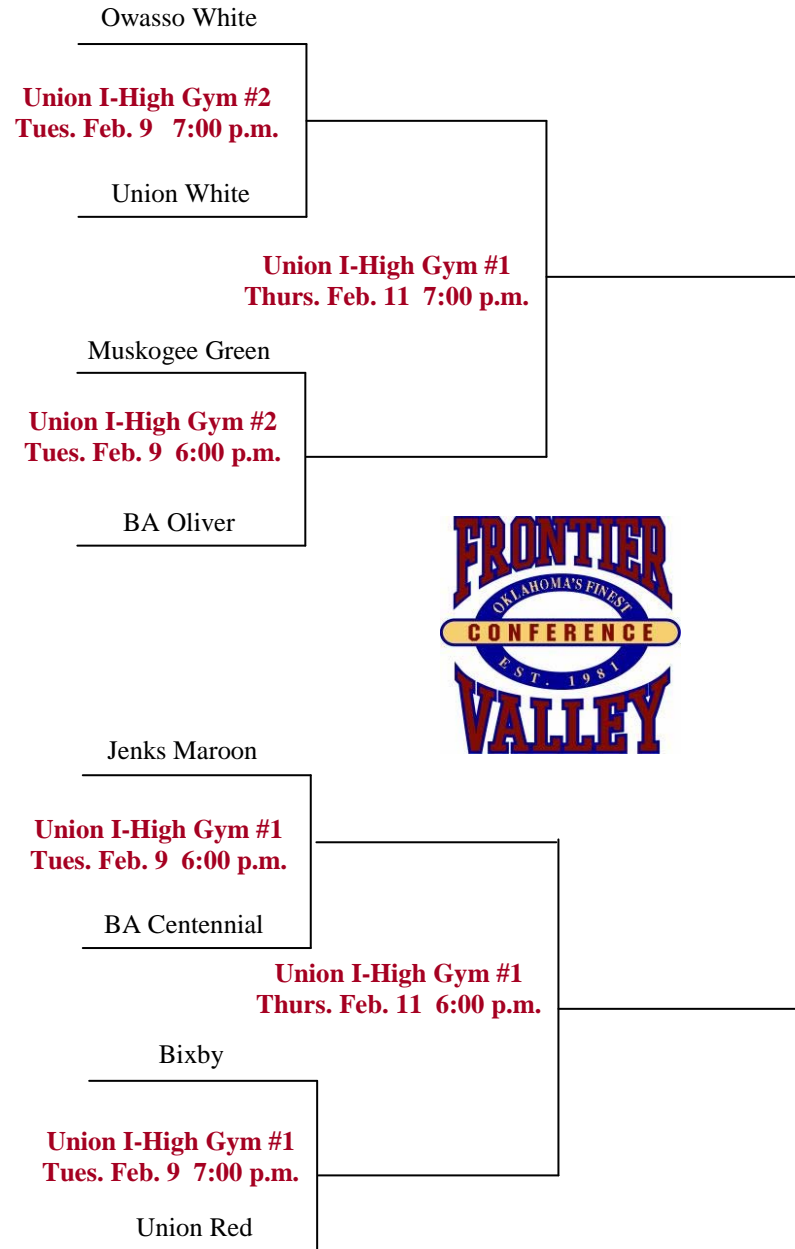 Owasso White
Union I-High Gym #2
Tues. Feb. 9 7:00 p.m.
Union White
Union I-High Gym #1
Thurs. Feb. 11 7:00 p.m.
Muskogee Green
Union I-High Gym #2
Tues. Feb. 9 6:00 p.m.
BA Oliver
FRONTIER
OKLAHOMA'S FINEST
CONFERENCE
EST. 1981
VALLEY
Jenks Maroon
Union I-High Gym #1
Tues. Feb. 9 6:00 p.m.
BA Centennial
Union I-High Gym #1
Thurs. Feb. 11 6:00 p.m.
Bixby
Union I-High Gym #1
Tues. Feb. 9 7:00 p.m.
Union Red